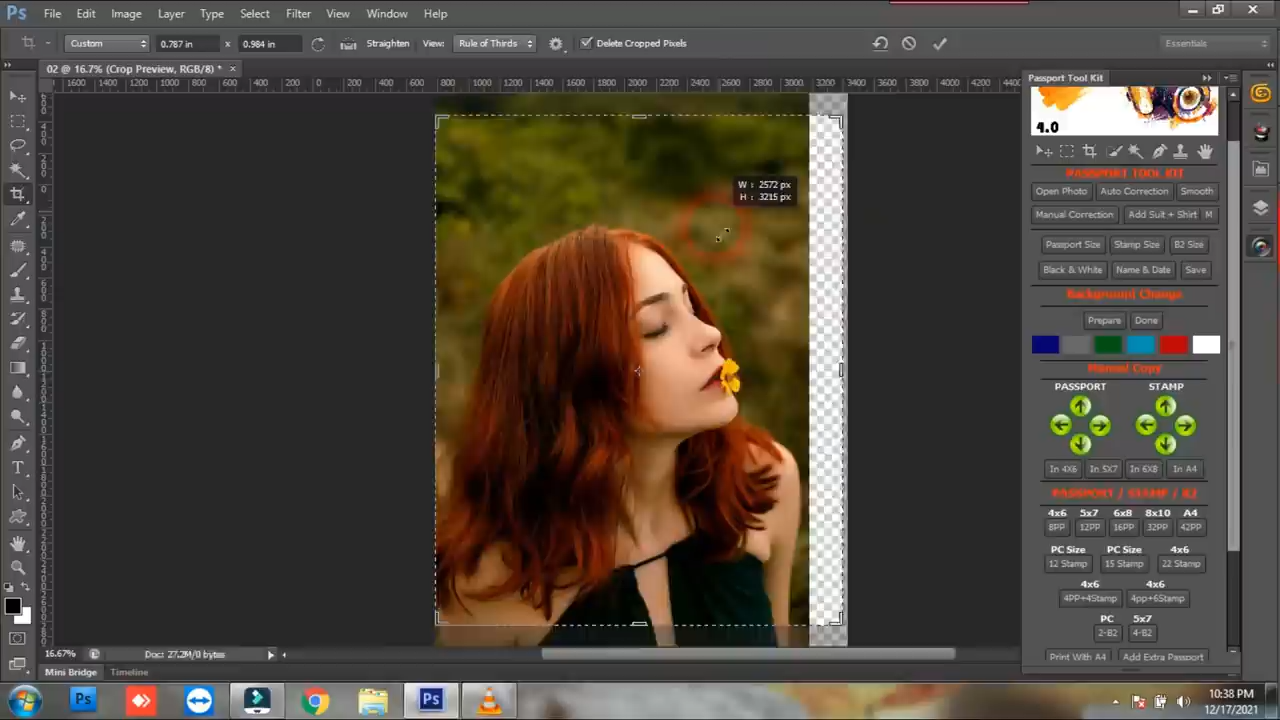 Ps File Edit Image Layer Type Select Filter View Window Help
Custom 0.787 in x 0.984 in Straighten View: Rule of Thirds Delete Cropped Pixels Essentials
02 @ 16.7% (Crop Preview, RGB/8) * ×
1600 1400 1200 1000 800 600 400 200 0 200 400 600 800 1000 1200 1400 1600 1800 2000 2200 2400 2600 2800 3000 3200 3400
W : 2572 px
H : 3215 px
Passport Tool Kit
4.0
PASSPORT TOOL KIT
Open Photo Auto Correction Smooth
Manual Correction Add Suit + Shirt M
Passport Size Stamp Size B2 Size
Black & White Name & Date Save
Background Change
Prepare Done
Manual Copy
PASSPORT STAMP
In 4X6 In 5X7 In 6X8 In A4
PASSPORT / STAMP / B2
4x6 5x7 6x8 8x10 A4
8PP 12PP 16PP 32PP 42PP
PC Size PC Size 4x6
12 Stamp 15 Stamp 22 Stamp
4x6 4x6
4PP+4Stamp 4pp+6Stamp
PC 5x7
2-B2 4-B2
Print With A4 Add Extra Passport
16.67% Doc: 27.2M/0 bytes
Mini Bridge Timeline
Ps Ps
10:38 PM
12/17/2021